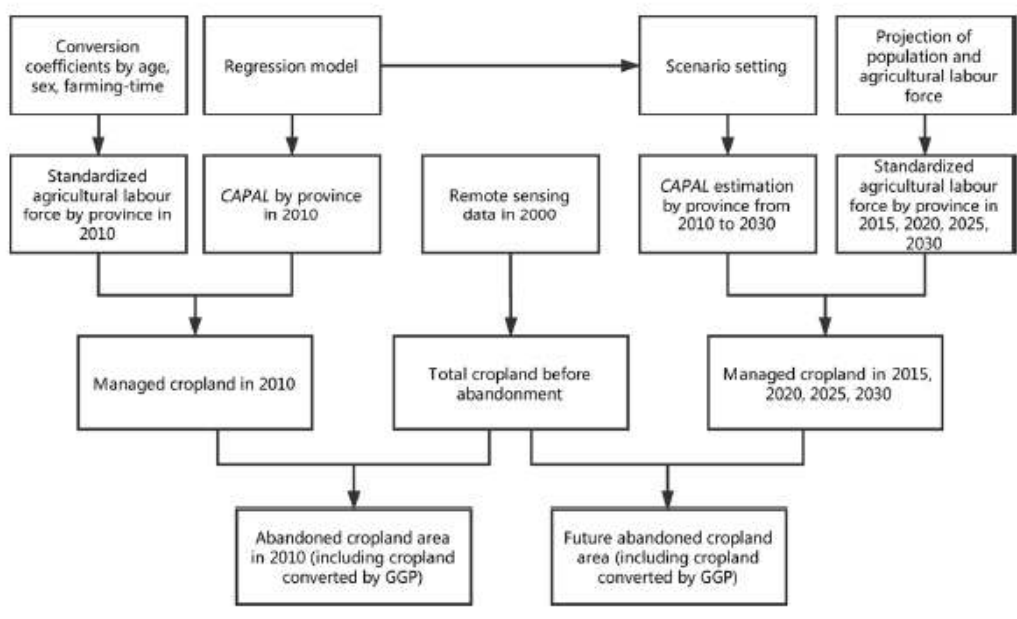 Conversion
coefficients by age,
sex, farming-time
Regression model
Scenario setting
Projection of
population and
agricultural labour
force
Standardized
agricultural labour
force by province in
2010
CAPAL by province
in 2010
Remote sensing
data in 2000
CAPAL estimation
by province from
2010 to 2030
Standardized
agricultural labour
force by province in
2015, 2020, 2025,
2030
Managed cropland in 2010
Total cropland before
abandonment
Managed cropland in 2015,
2020, 2025, 2030
Abandoned cropland area
in 2010 (including cropland
converted by GGP)
Future abandoned cropland
area (including cropland
converted by GGP)